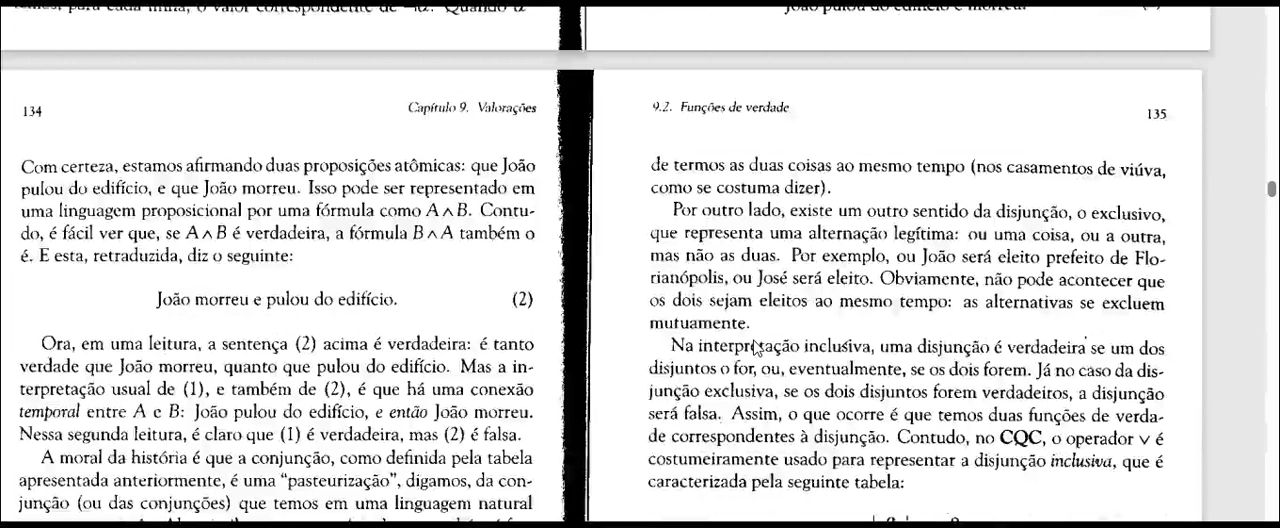 para cada linha, o valor correspondente de ¬α. Quando α
João pulou do edifício e morreu.
134
Capítulo 9. Valorações
Com certeza, estamos afirmando duas proposições atômicas: que João
pulou do edifício, e que João morreu. Isso pode ser representado em
uma linguagem proposicional por uma fórmula como A ∧ B. Contu-
do, é fácil ver que, se A ∧ B é verdadeira, a fórmula B ∧ A também o
é. E esta, retraduzida, diz o seguinte:
João morreu e pulou do edifício. (2)
Ora, em uma leitura, a sentença (2) acima é verdadeira: é tanto
verdade que João morreu, quanto que pulou do edifício. Mas a in-
terpretação usual de (1), e também de (2), é que há uma conexão
temporal entre A e B: João pulou do edifício, e então João morreu.
Nessa segunda leitura, é claro que (1) é verdadeira, mas (2) é falsa.
A moral da história é que a conjunção, como definida pela tabela
apresentada anteriormente, é uma “pasteurização”, digamos, da con-
junção (ou das conjunções) que temos em uma linguagem natural
9.2. Funções de verdade
135
de termos as duas coisas ao mesmo tempo (nos casamentos de viúva,
como se costuma dizer).
Por outro lado, existe um outro sentido da disjunção, o exclusivo,
que representa uma alternação legítima: ou uma coisa, ou a outra,
mas não as duas. Por exemplo, ou João será eleito prefeito de Flo-
rianópolis, ou José será eleito. Obviamente, não pode acontecer que
os dois sejam eleitos ao mesmo tempo: as alternativas se excluem
mutuamente.
Na interpretação inclusiva, uma disjunção é verdadeira se um dos
disjuntos o for, ou, eventualmente, se os dois forem. Já no caso da dis-
junção exclusiva, se os dois disjuntos forem verdadeiros, a disjunção
será falsa. Assim, o que ocorre é que temos duas funções de verda-
de correspondentes à disjunção. Contudo, no CQC, o operador ∨ é
costumeiramente usado para representar a disjunção inclusiva, que é
caracterizada pela seguinte tabela: